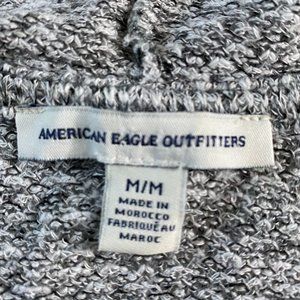 AMERICAN EAGLE OUTFITTERS
M/M
MADE IN
MOROCCO
FABRIQUÉ AU
MAROC